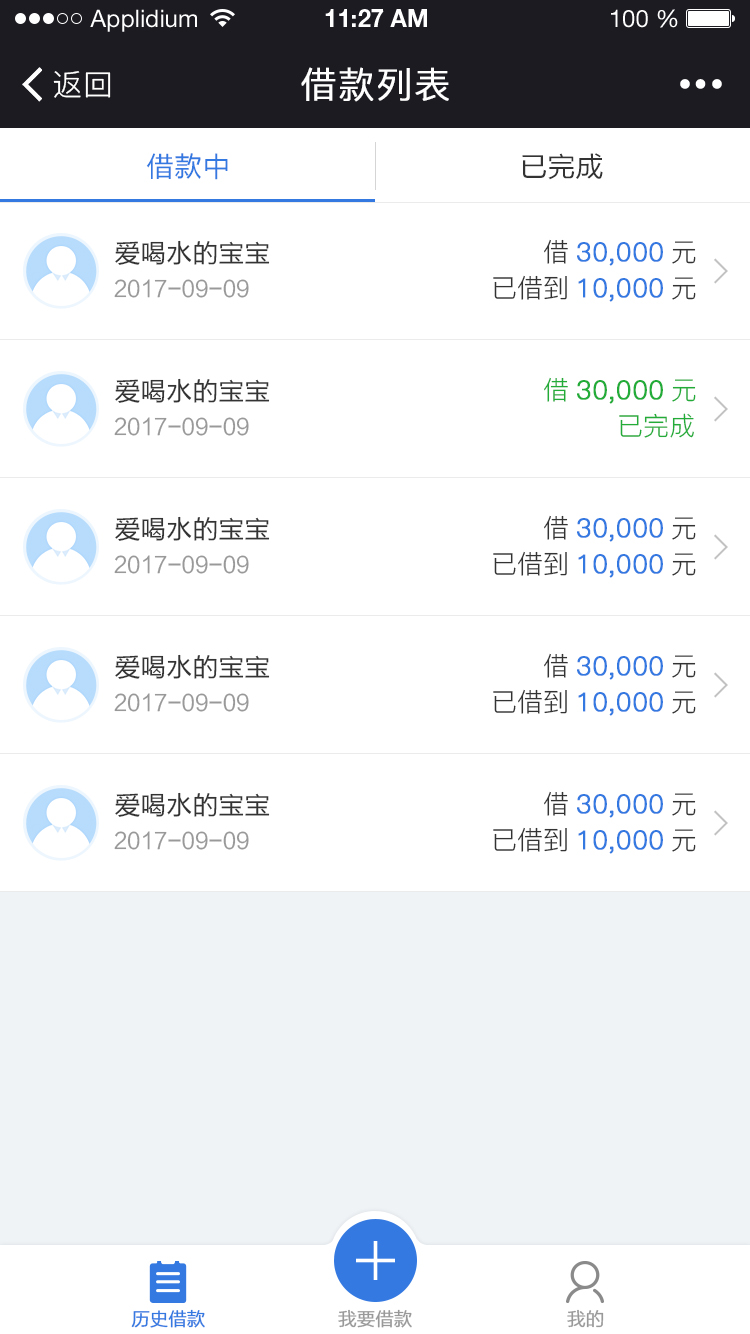 Applidium 11:27 AM 100 %
返回 借款列表
借款中 已完成
爱喝水的宝宝 借 30,000 元
2017-09-09 已借到 10,000 元
爱喝水的宝宝 借 30,000 元
2017-09-09 已完成
爱喝水的宝宝 借 30,000 元
2017-09-09 已借到 10,000 元
爱喝水的宝宝 借 30,000 元
2017-09-09 已借到 10,000 元
爱喝水的宝宝 借 30,000 元
2017-09-09 已借到 10,000 元
历史借款 我要借款 我的